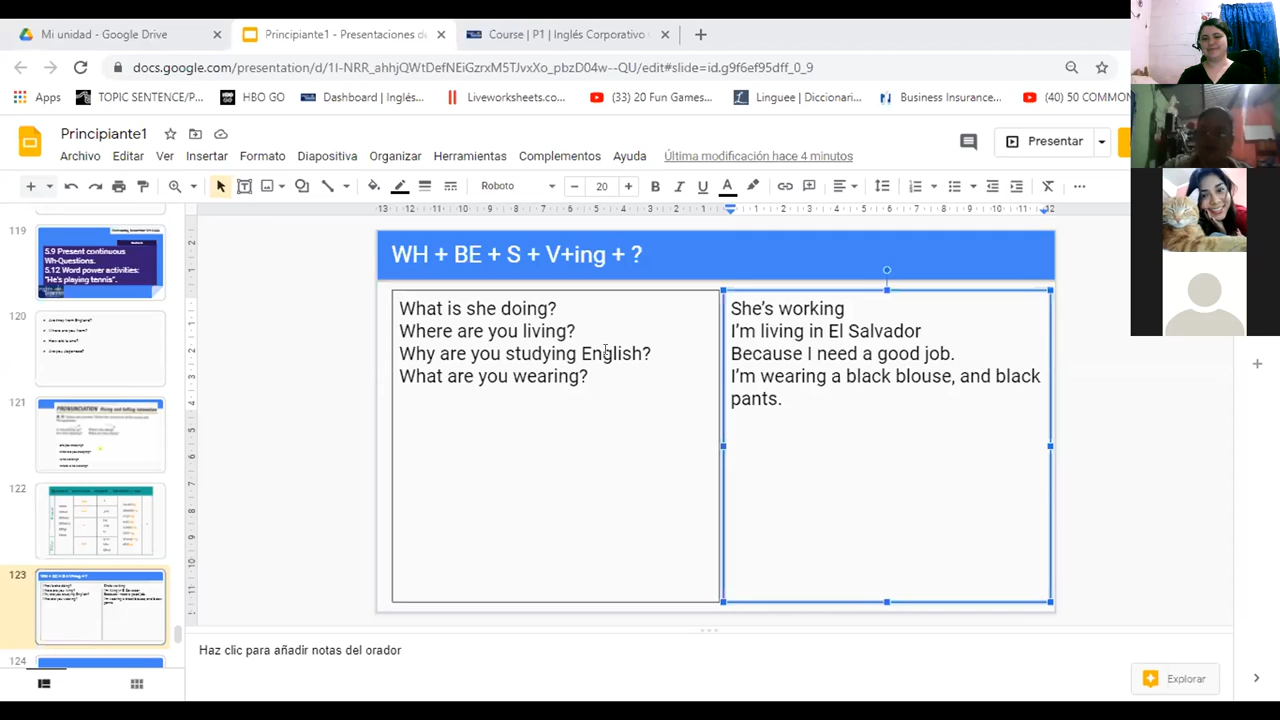 Mi unidad - Google Drive
Principiante1 - Presentaciones de
Course | P1 | Inglés Corporativo
docs.google.com/presentation/d/1I-NRR_ahhjQWtDefNEiGzrxM5iYxXo_pbzD04w--QU/edit#slide=id.g9f6ef95dff_0_9
Apps
TOPIC SENTENCE/P...
HBO GO
Dashboard | Inglés...
Liveworksheets.co...
(33) 20 Fun Games...
Linguee | Diccionari...
Business Insurance...
(40) 50 COMMON
Principiante1
Presentar
Archivo Editar Ver Insertar Formato Diapositiva Organizar Herramientas Complementos Ayuda Última modificación hace 4 minutos
Roboto
20
119
5.9 Present continuous
Wh-Questions.
5.12 Word power activities:
"He's playing tennis".
120
121
122
123
124
WH + BE + S + V+ing + ?
What is she doing?
Where are you living?
Why are you studying English?
What are you wearing?
She's working
I'm living in El Salvador
Because I need a good job.
I'm wearing a black blouse, and black
pants.
Haz clic para añadir notas del orador
Explorar